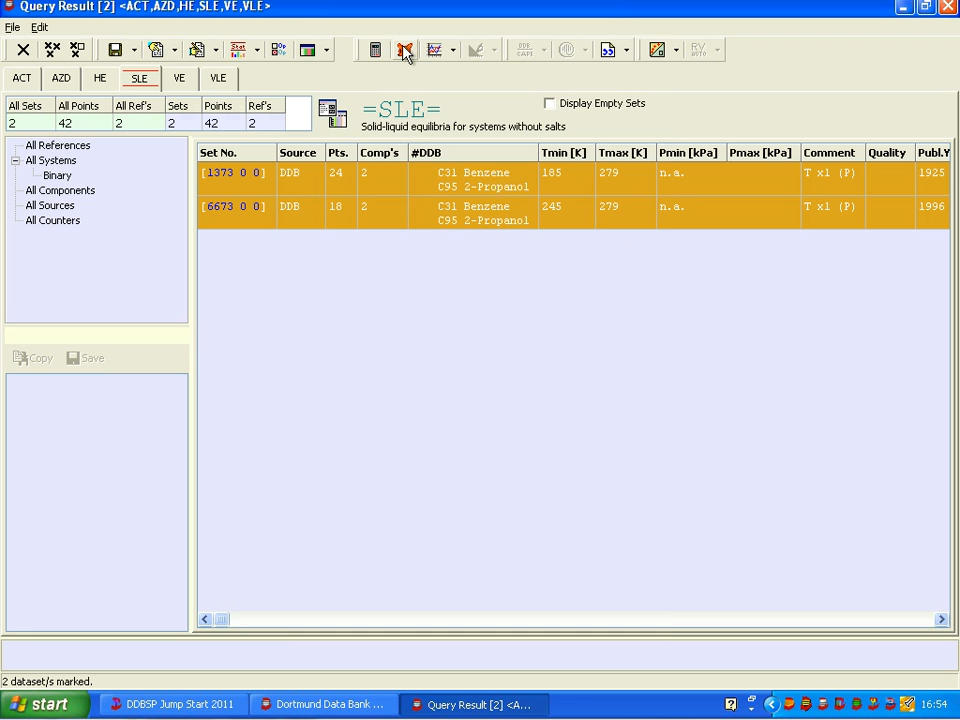 Query Result [2] <ACT,AZD,HE,SLE,VE,VLE>
File Edit
ACT AZD HE SLE VE VLE
All Sets All Points All Ref's Sets Points Ref's
2 42 2 2 42 2
=SLE=
Solid-liquid equilibria for systems without salts
Display Empty Sets
All References
All Systems
Binary
All Components
All Sources
All Counters
Copy Save
Set No. Source Pts. Comp's #DDB Tmin [K] Tmax [K] Pmin [kPa] Pmax [kPa] Comment Quality Publ.Y
[1373 0 0] DDB 24 2 C31 Benzene 185 279 n.a. T x1 (P) 1925
C95 2-Propanol
[6673 0 0] DDB 18 2 C31 Benzene 245 279 n.a. T x1 (P) 1996
C95 2-Propanol
2 dataset/s marked.
start DDBSP Jump Start 2011 Dortmund Data Bank ... Query Result [2] <A... 16:54